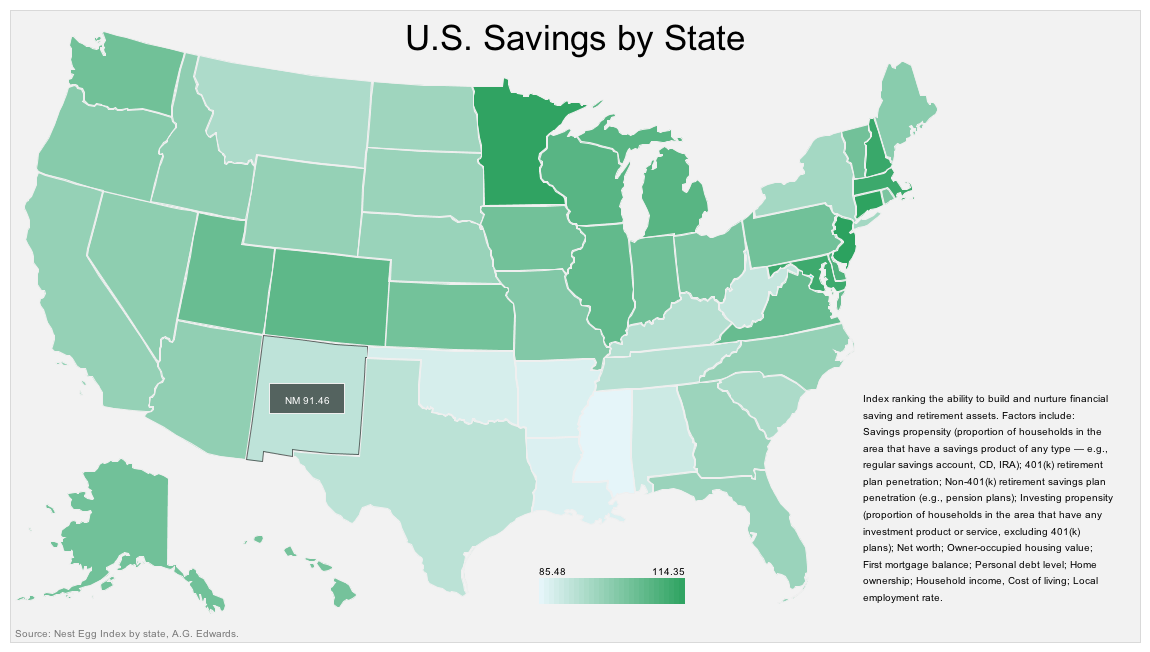 U.S. Savings by State
NM 91.46
Index ranking the ability to build and nurture financial
saving and retirement assets. Factors include:
Savings propensity (proportion of households in the
area that have a savings product of any type — e.g.,
regular savings account, CD, IRA); 401(k) retirement
plan penetration; Non-401(k) retirement savings plan
penetration (e.g., pension plans); Investing propensity
(proportion of households in the area that have any
investment product or service, excluding 401(k)
plans); Net worth; Owner-occupied housing value;
First mortgage balance; Personal debt level; Home
ownership; Household income, Cost of living; Local
employment rate.
85.48 114.35
Source: Nest Egg Index by state, A.G. Edwards.